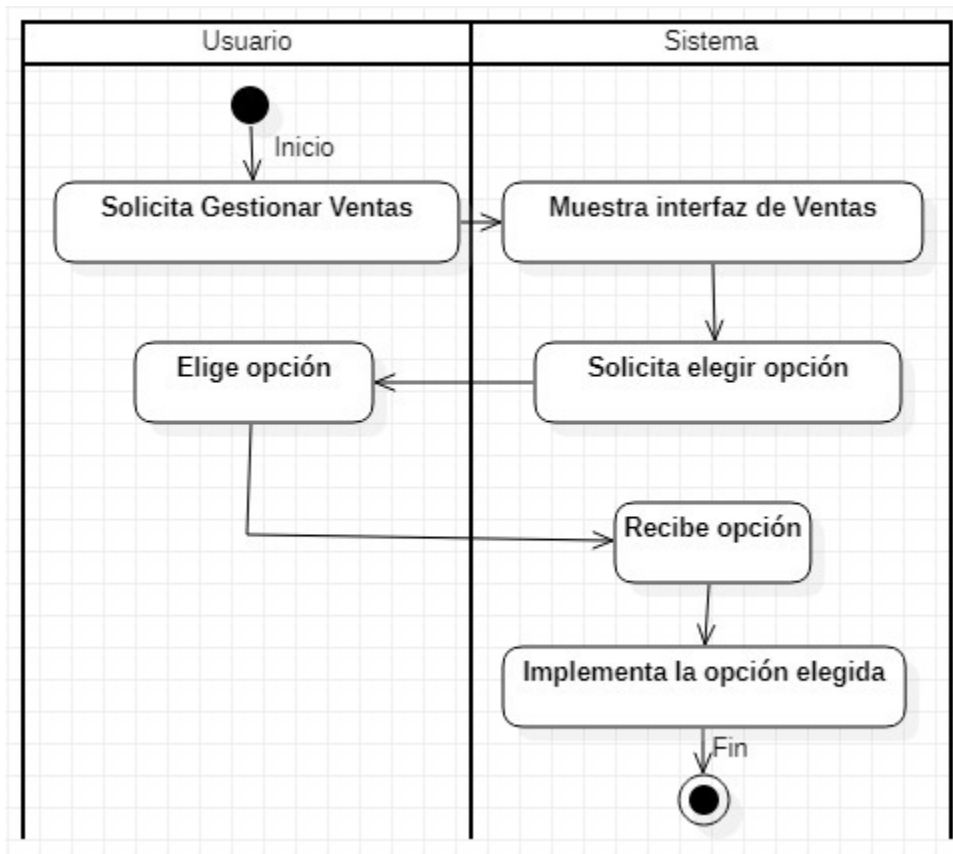 Usuario
Sistema
Inicio
Solicita Gestionar Ventas
Muestra interfaz de Ventas
Elige opción
Solicita elegir opción
Recibe opción
Implementa la opción elegida
Fin